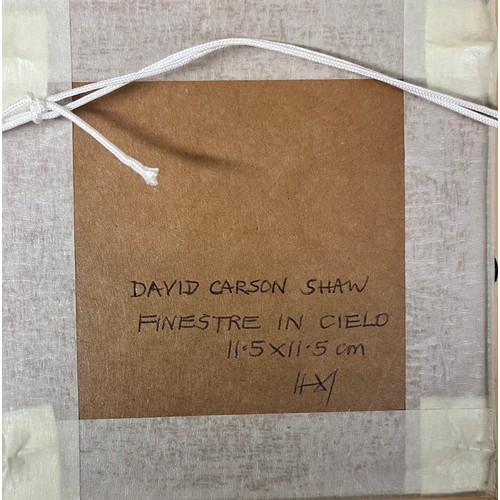 DAVID CARSON SHAW
FINESTRE IN CIELO
11.5 x 11.5 cm